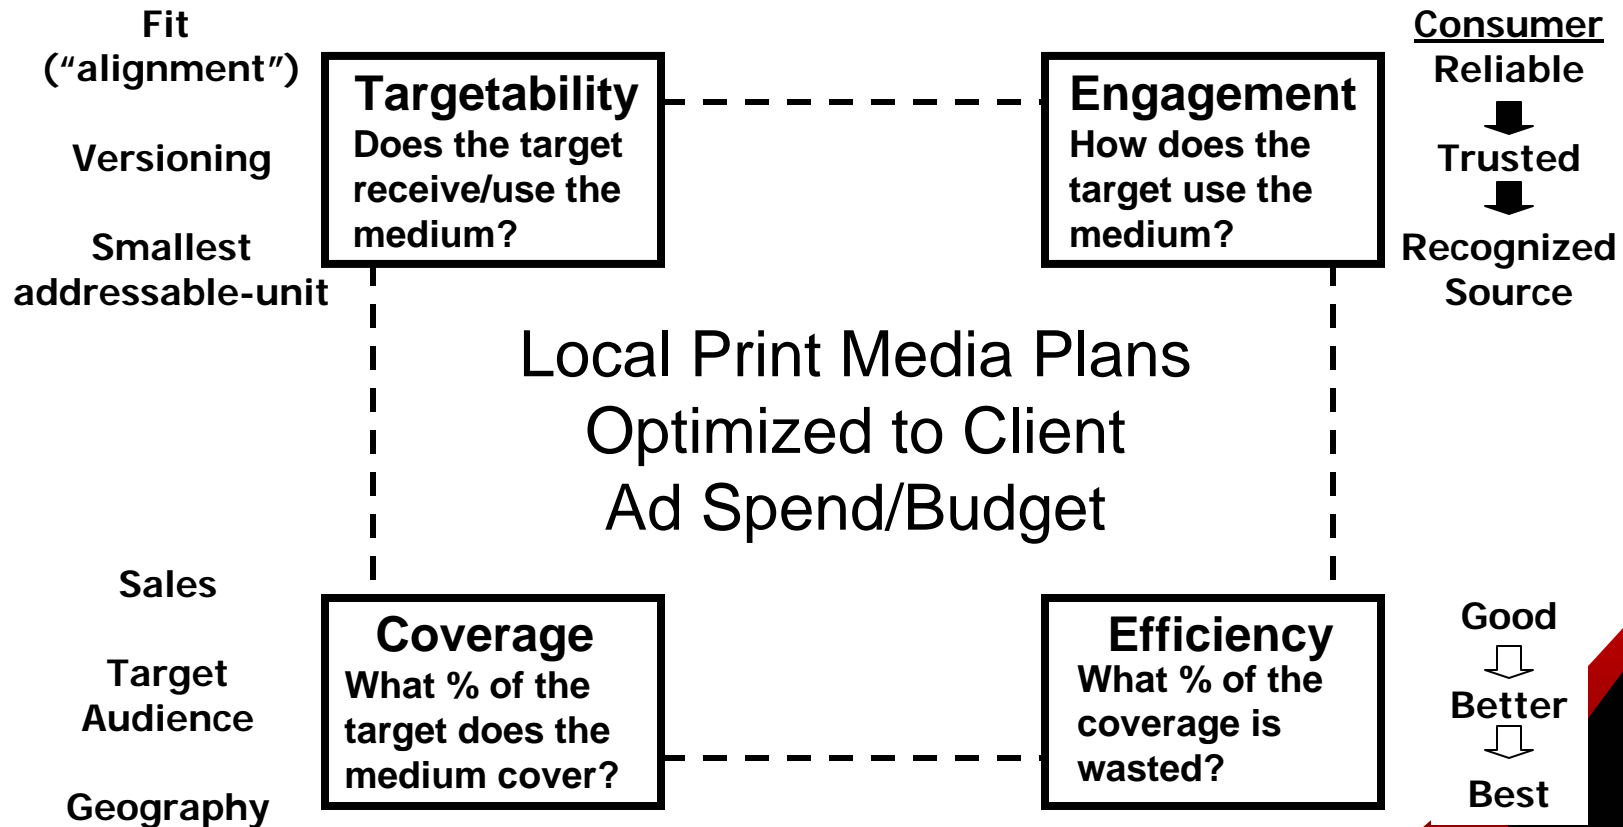 Fit
(“alignment”)
Versioning
Smallest
addressable-unit
Targetability
Does the target
receive/use the
medium?
Engagement
How does the
target use the
medium?
Consumer
Reliable
Trusted
Recognized
Source
Local Print Media Plans
Optimized to Client
Ad Spend/Budget
Sales
Target
Audience
Geography
Coverage
What % of the
target does the
medium cover?
Efficiency
What % of the
coverage is
wasted?
Good
Better
Best